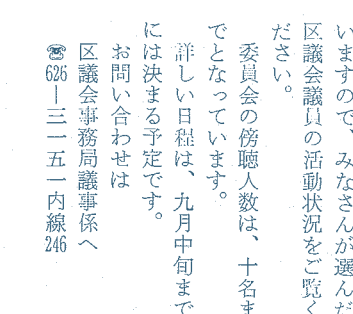 いますので、みなさんが選んだ
区議会議員の活動状況をご覧く
ださい。
委員会の傍聴人数は、十名ま
でとなっています。
詳しい日程は、九月中旬まで
には決まる予定です。
お問い合わせは
区議会事務局議事係へ
☎626―三一五一内線246